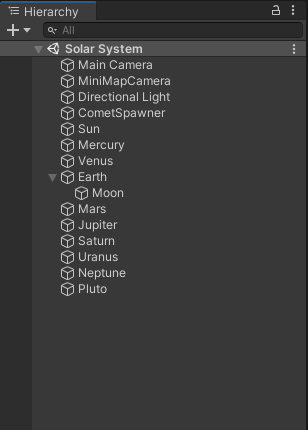 Hierarchy
All
Solar System
Main Camera
MiniMapCamera
Directional Light
CometSpawner
Sun
Mercury
Venus
Earth
Moon
Mars
Jupiter
Saturn
Uranus
Neptune
Pluto